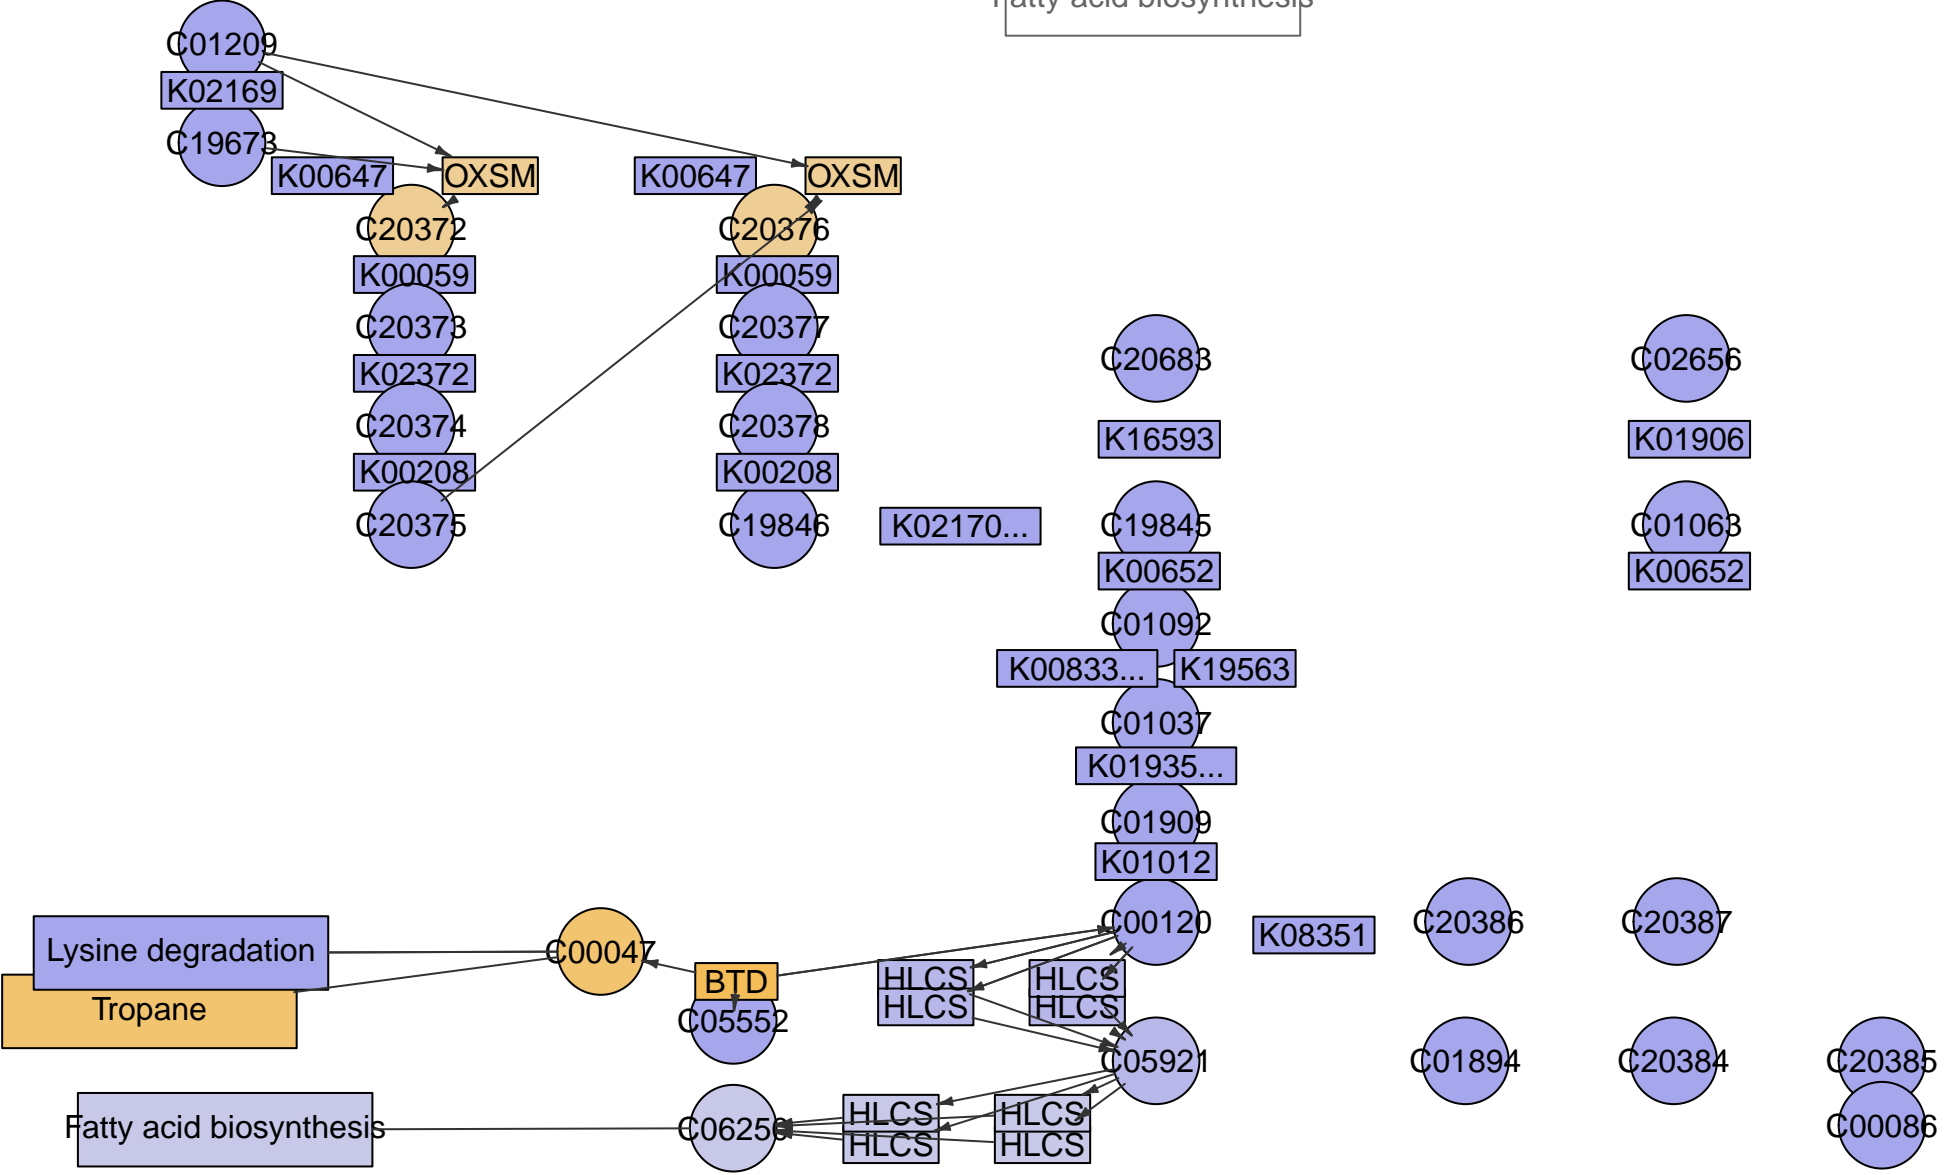 Fatty acid biosynthesis
C01209
K02169
C19673
K00647
OXSM
K00647
OXSM
C20372
C20376
K00059
K00059
C20373
C20377
C20683
C02656
K02372
K02372
C20374
C20378
K16593
K01906
K00208
K00208
C20375
C19846
K02170...
C19845
C01063
K00652
K00652
C01092
K00833...
K19563
C01037
K01935...
C01909
K01012
C00120
K08351
C20386
C20387
Lysine degradation
C00047
BTD
HLCS
HLCS
Tropane
HLCS
HLCS
C05552
C05921
C01894
C20384
C20385
Fatty acid biosynthesis
C06250
HLCS
HLCS
C00086
HLCS
HLCS